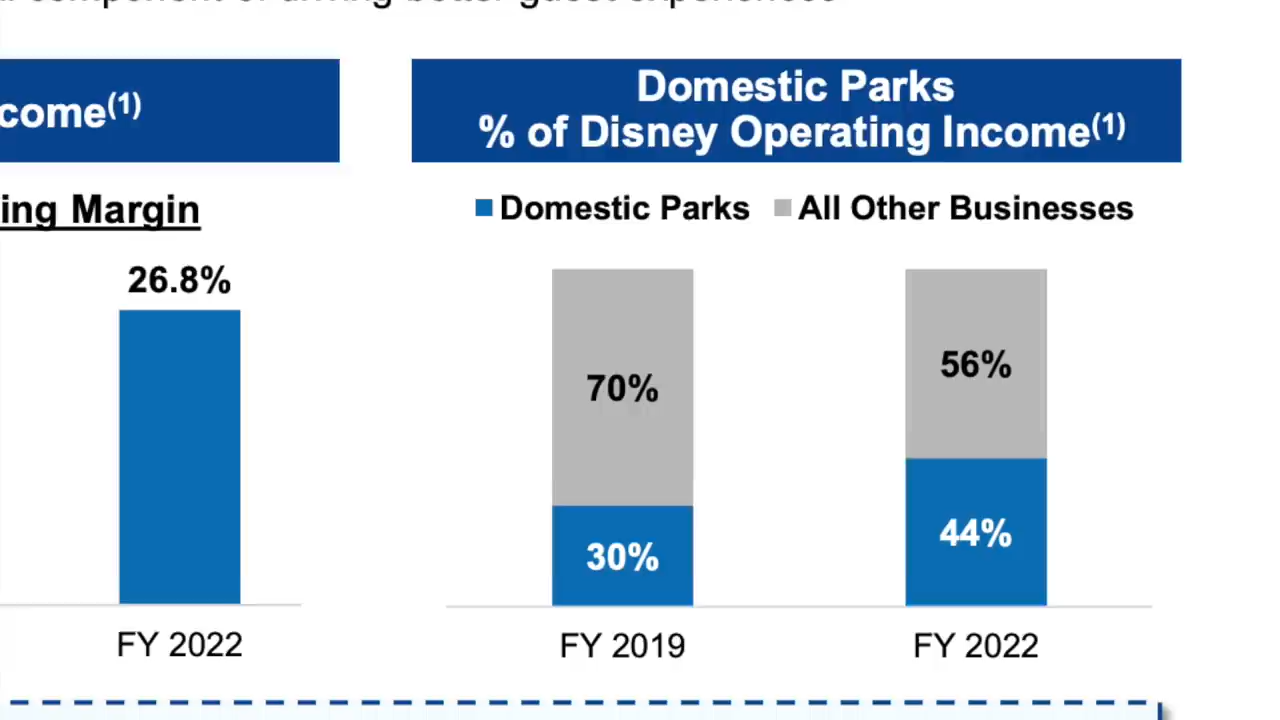 come(1)
ing Margin
26.8%
FY 2022
Domestic Parks
% of Disney Operating Income(1)
Domestic Parks All Other Businesses
70%
56%
30%
44%
FY 2019
FY 2022